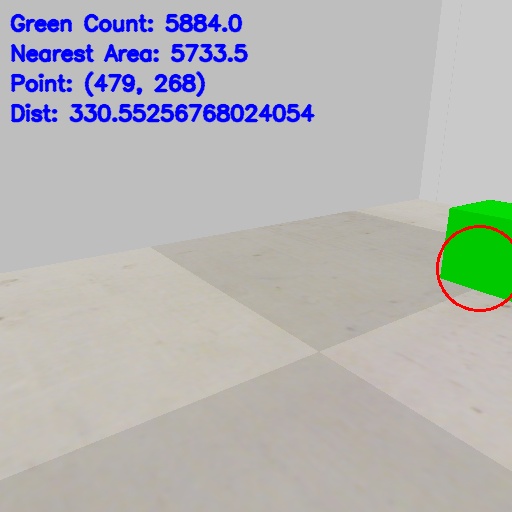 Green Count: 5884.0
Nearest Area: 5733.5
Point: (479, 268)
Dist: 330.55256768024054